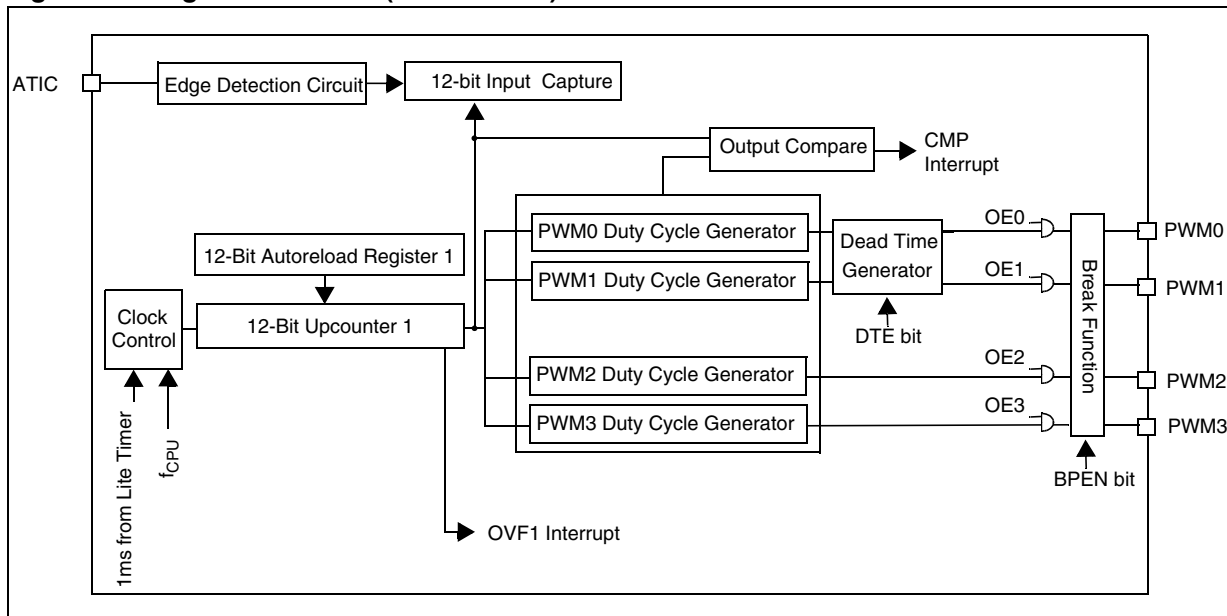 ATIC
Edge Detection Circuit
12-bit Input Capture
Output Compare
CMP
Interrupt
PWM0 Duty Cycle Generator
PWM1 Duty Cycle Generator
PWM2 Duty Cycle Generator
PWM3 Duty Cycle Generator
Dead Time
Generator
DTE bit
OE0
OE1
OE2
OE3
Break Function
BPEN bit
PWM0
PWM1
PWM2
PWM3
12-Bit Autoreload Register 1
12-Bit Upcounter 1
Clock
Control
1ms from Lite Timer
fCPU
OVF1 Interrupt